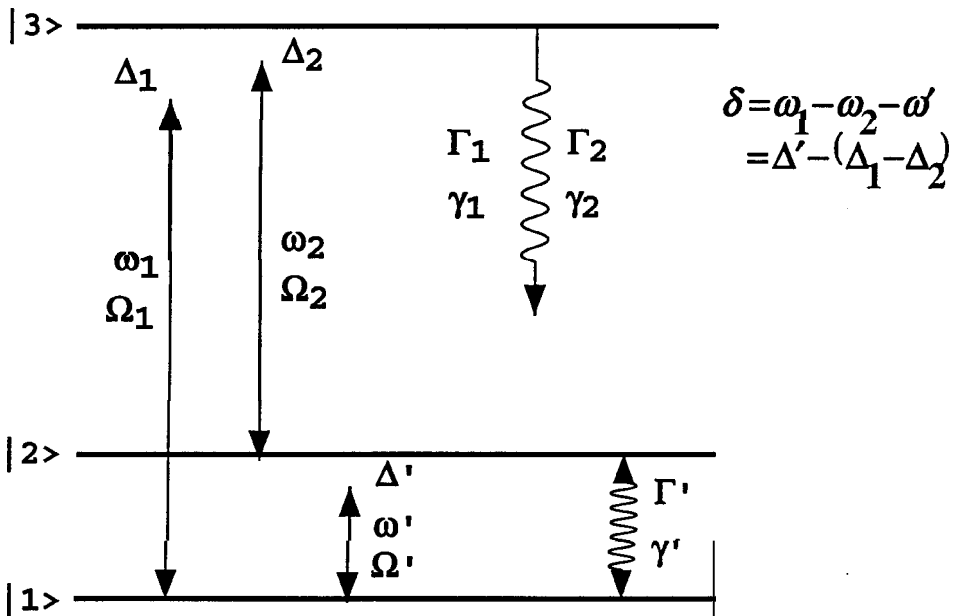 |3>
Δ1
Δ2
Γ1 Γ2
γ1 γ2
δ=ω1−ω2−ω′
=Δ′−(Δ1−Δ2)
ω1
Ω1
ω2
Ω2
|2>
Δ'
ω'
Ω'
Γ'
γ'
|1>